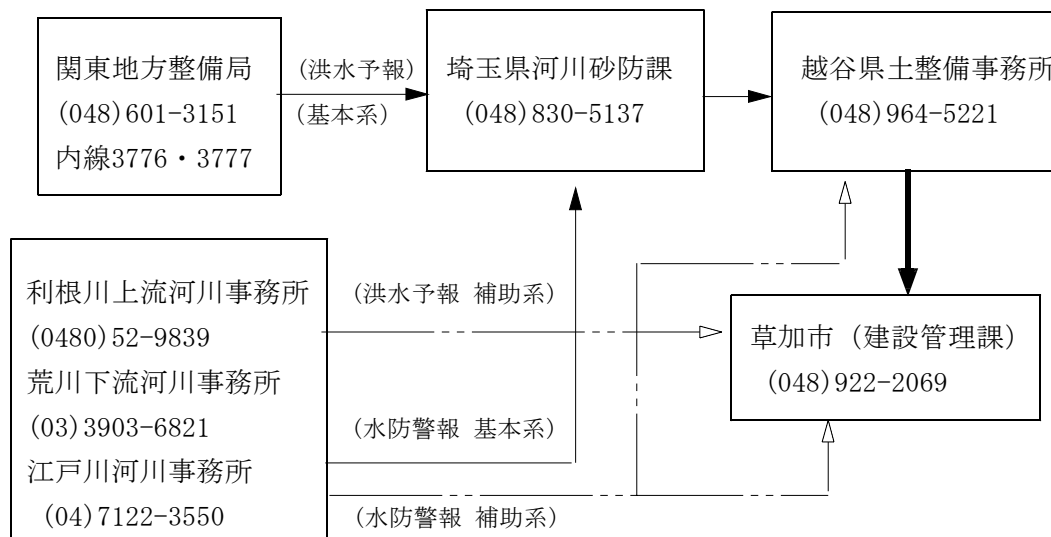 関東地方整備局
(048)601-3151
内線3776・3777
(洪水予報)
(基本系)
埼玉県河川砂防課
(048)830-5137
越谷県土整備事務所
(048)964-5221
利根川上流河川事務所
(0480)52-9839
荒川下流河川事務所
(03)3903-6821
江戸川河川事務所
(04)7122-3550
(洪水予報 補助系)
(水防警報 基本系)
(水防警報 補助系)
草加市（建設管理課）
(048)922-2069